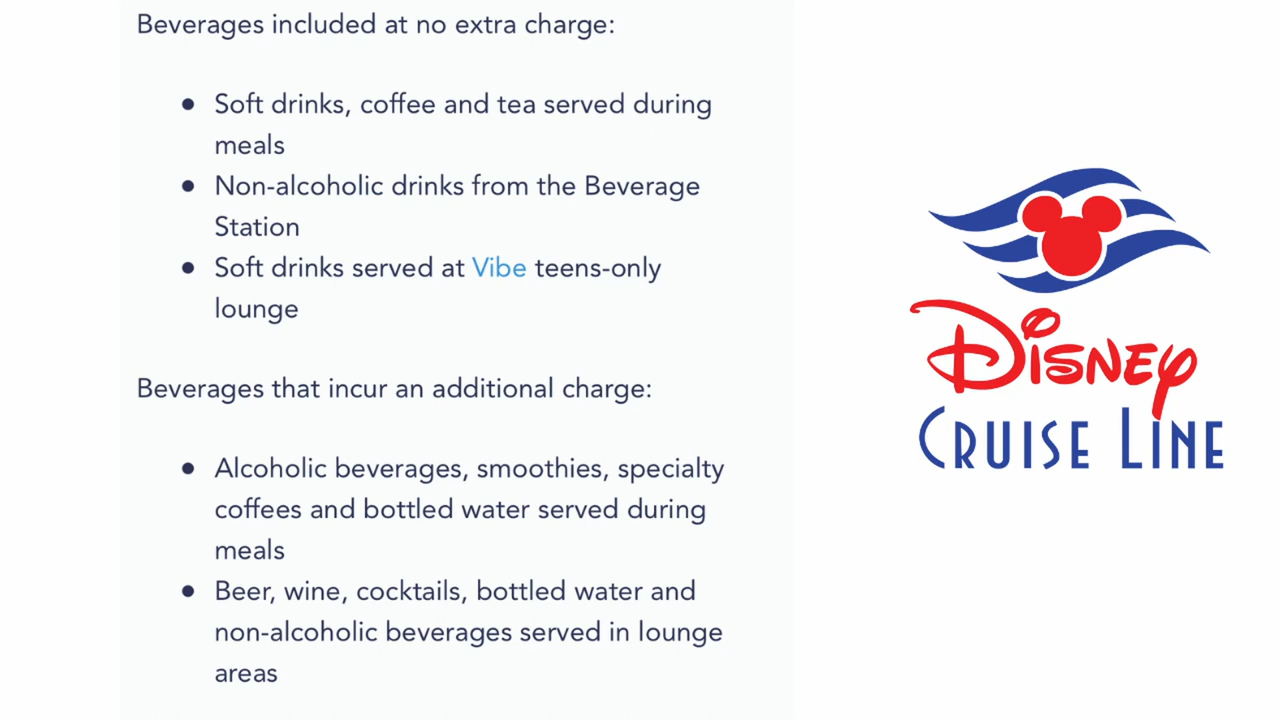 Beverages included at no extra charge:
● Soft drinks, coffee and tea served during
meals
● Non-alcoholic drinks from the Beverage
Station
● Soft drinks served at Vibe teens-only
lounge
Beverages that incur an additional charge:
● Alcoholic beverages, smoothies, specialty
coffees and bottled water served during
meals
● Beer, wine, cocktails, bottled water and
non-alcoholic beverages served in lounge
areas
DISNEY
CRUISE LINE